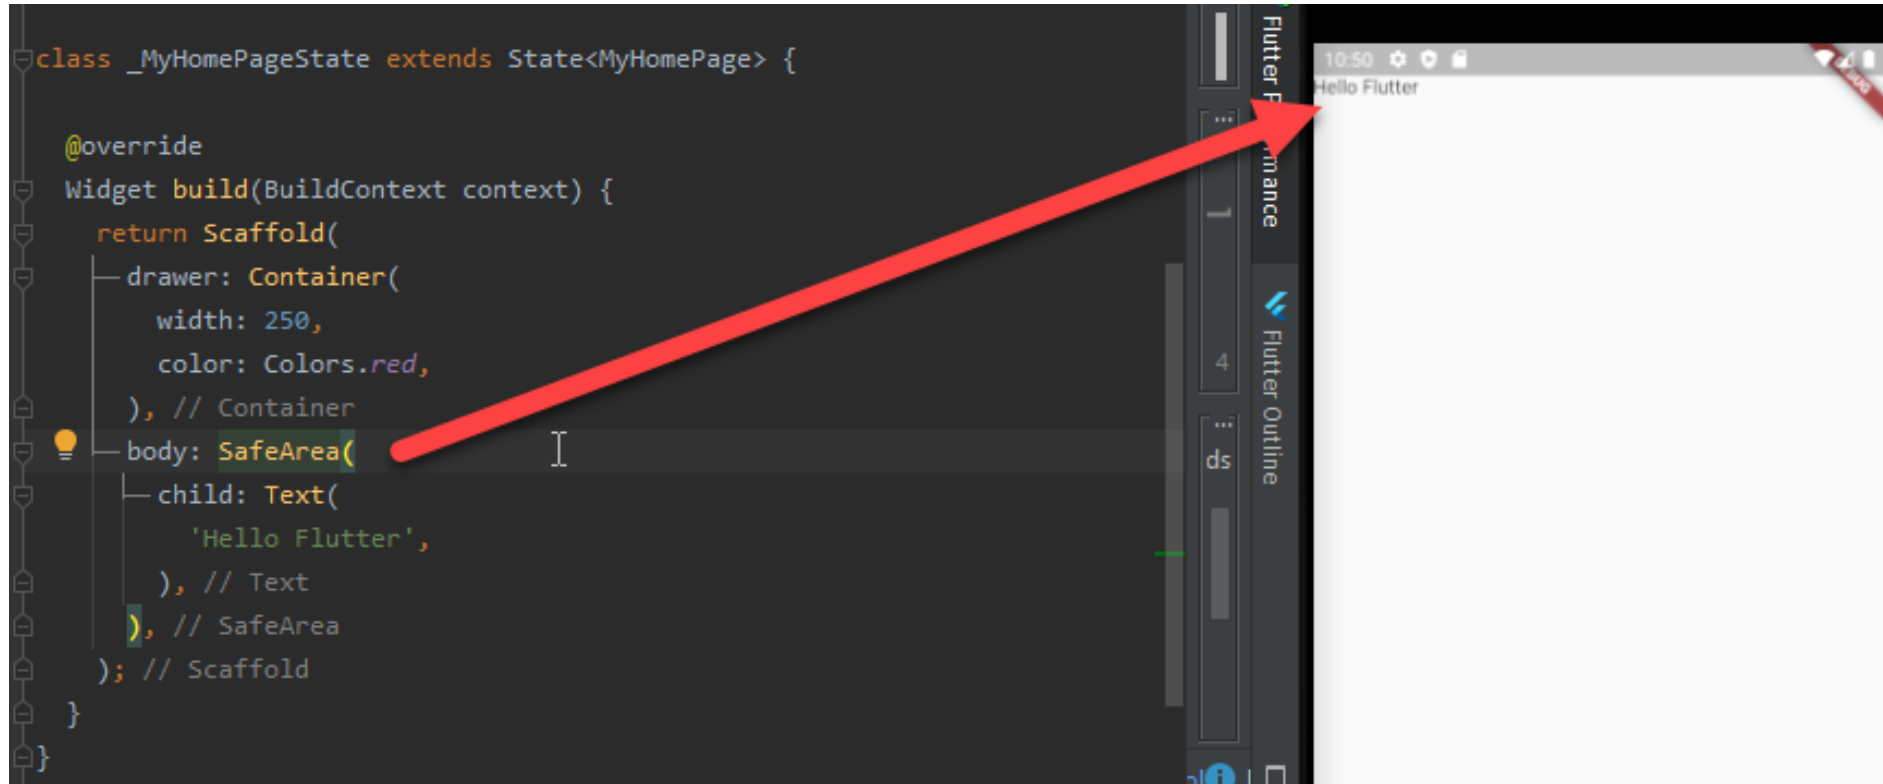 class _MyHomePageState extends State<MyHomePage> {
@override
Widget build(BuildContext context) {
return Scaffold(
drawer: Container(
width: 250,
color: Colors.red,
), // Container
body: SafeArea(
child: Text(
'Hello Flutter',
), // Text
), // SafeArea
); // Scaffold
}
}
...
4
...
ds
Flutter
Flutter Outline
10:50
Hello Flutter